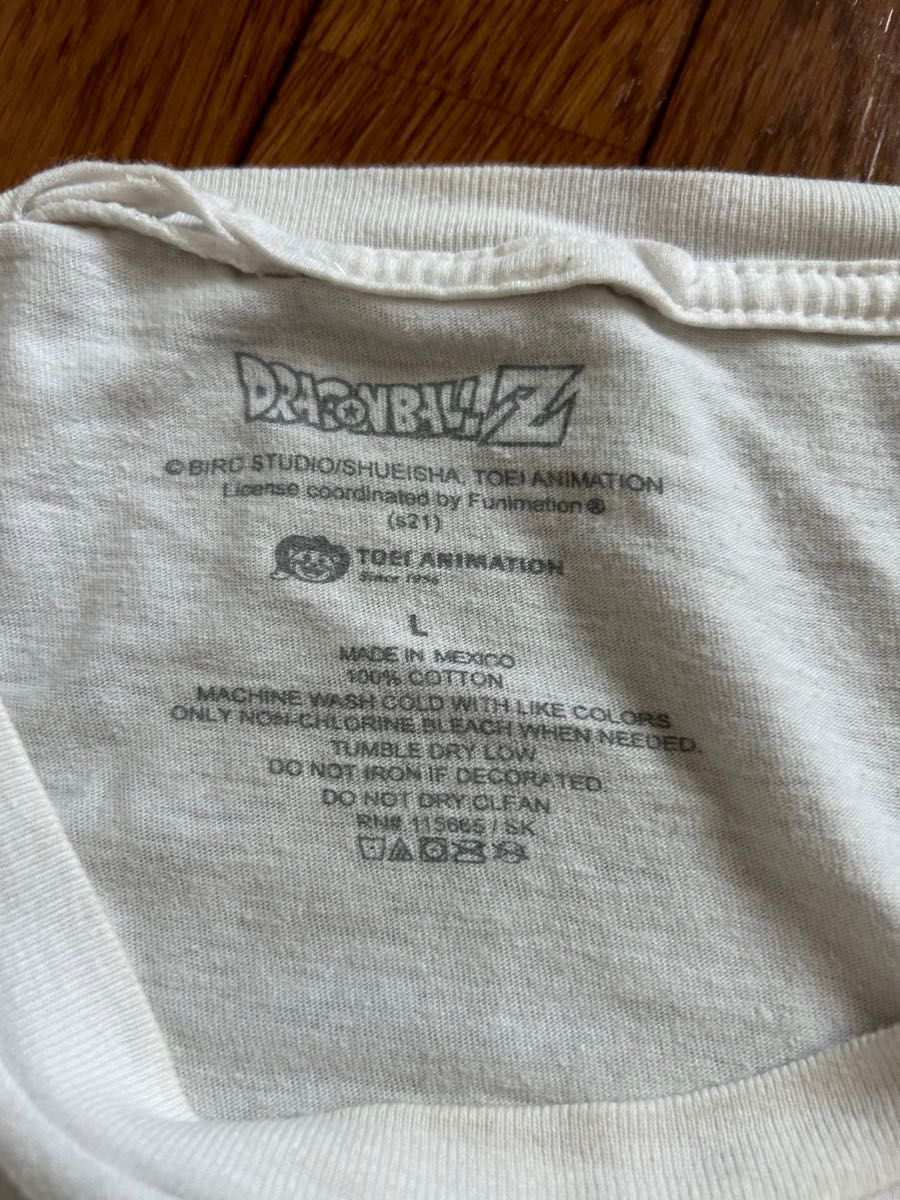 DRAGONBALL Z
© BIRD STUDIO/SHUEISHA, TOEI ANIMATION
License coordinated by Funimation®
(s21)
TOEI ANIMATION
Since 1956
L
MADE IN MEXICO
100% COTTON
MACHINE WASH COLD WITH LIKE COLORS
ONLY NON-CHLORINE BLEACH WHEN NEEDED.
TUMBLE DRY LOW
DO NOT IRON IF DECORATED.
DO NOT DRY CLEAN
RN# 115665 / SK